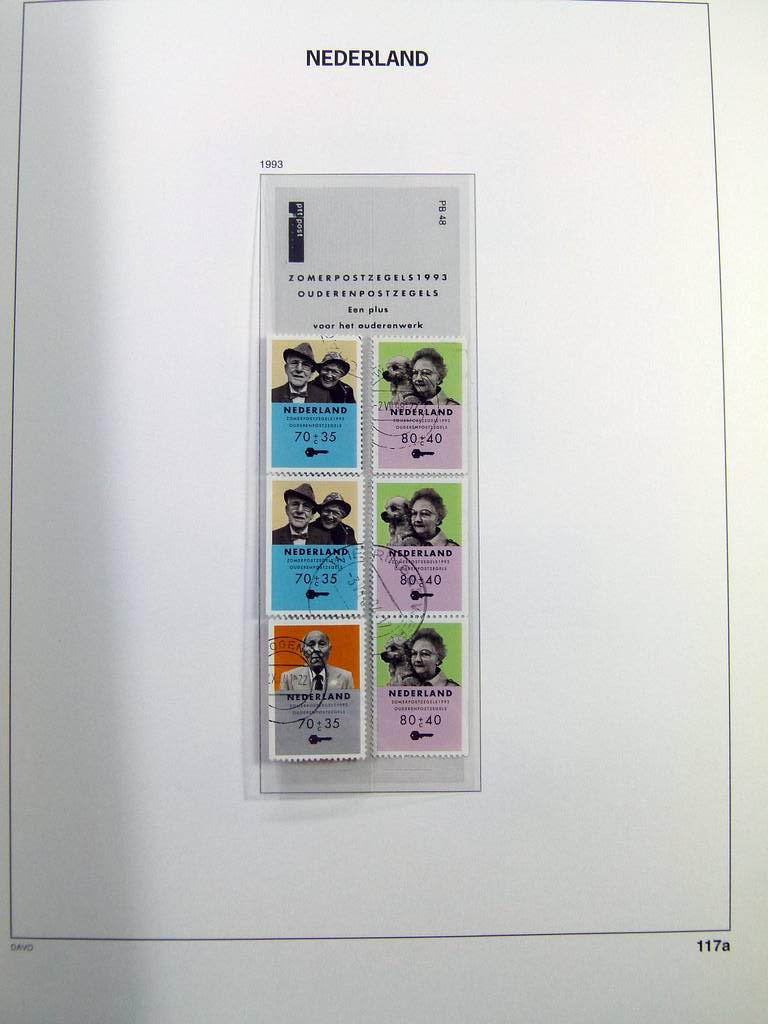 NEDERLAND
1993
ptt post
PB 48
ZOMERPOSTZEGELS1993
OUDERENPOSTZEGELS
Een plus
voor het ouderenwerk
NEDERLAND
ZOMERPOSTZEGELS1993
OUDERENPOSTZEGELS
70+35
c
NEDERLAND
ZOMERPOSTZEGELS1993
OUDERENPOSTZEGELS
80+40
c
NEDERLAND
ZOMERPOSTZEGELS1993
OUDERENPOSTZEGELS
70+35
c
NEDERLAND
ZOMERPOSTZEGELS1993
OUDERENPOSTZEGELS
80+40
c
NEDERLAND
ZOMERPOSTZEGELS1993
OUDERENPOSTZEGELS
70+35
c
NEDERLAND
ZOMERPOSTZEGELS1993
OUDERENPOSTZEGELS
80+40
c
DAVO
117a